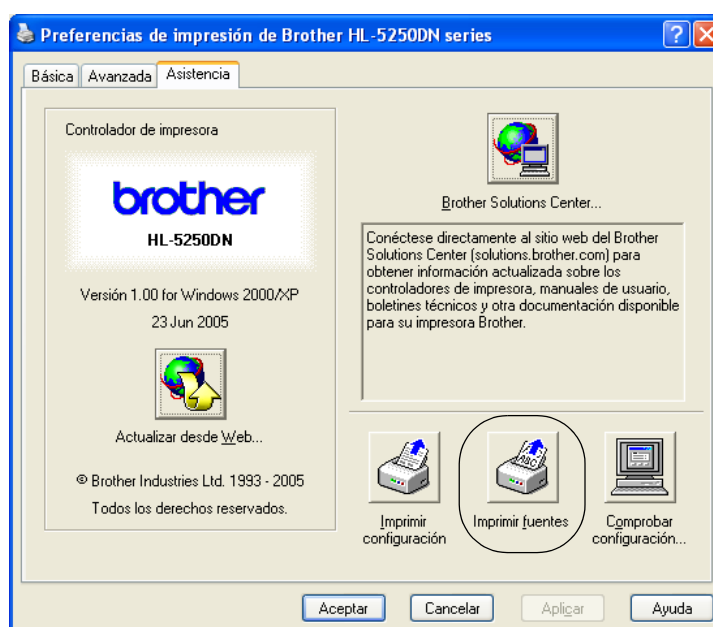 Preferencias de impresión de Brother HL-5250DN series
Básica
Avanzada
Asistencia
Controlador de impresora
brother
HL-5250DN
Versión 1.00 for Windows 2000/XP
23 Jun 2005
Actualizar desde Web...
© Brother Industries Ltd. 1993 - 2005
Todos los derechos reservados.
Brother Solutions Center...
Conéctese directamente al sitio web del Brother
Solutions Center (solutions.brother.com) para
obtener información actualizada sobre los
controladores de impresora, manuales de usuario,
boletines técnicos y otra documentación disponible
para su impresora Brother.
Imprimir
configuración
ABC
Imprimir fuentes
Comprobar
configuración...
Aceptar
Cancelar
Aplicar
Ayuda